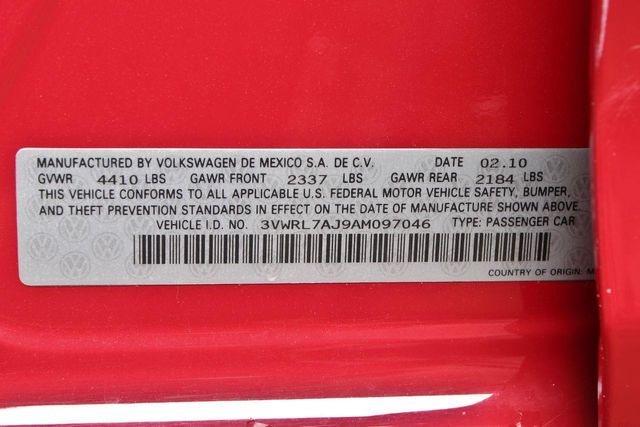 MANUFACTURED BY VOLKSWAGEN DE MEXICO S.A. DE C.V. DATE 02.10
GVWR 4410 LBS GAWR FRONT 2337 LBS GAWR REAR 2184 LBS
THIS VEHICLE CONFORMS TO ALL APPLICABLE U.S. FEDERAL MOTOR VEHICLE SAFETY, BUMPER,
AND THEFT PREVENTION STANDARDS IN EFFECT ON THE DATE OF MANUFACTURE SHOWN ABOVE.
VEHICLE I.D. NO. 3VWRL7AJ9AM097046 TYPE: PASSENGER CAR
COUNTRY OF ORIGIN: